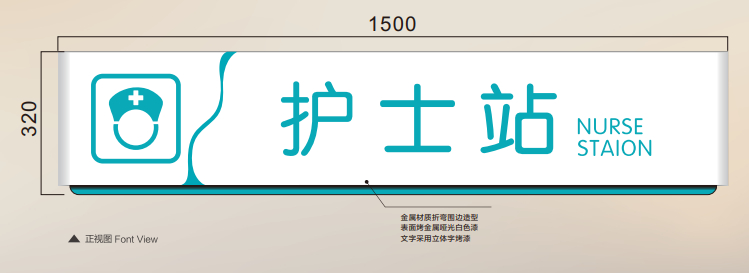 1500
320
护士站
NURSE
STAION
金属材质折弯围边造型
表面烤金属哑光白色漆
文字采用立体字烤漆
正视图 Font View